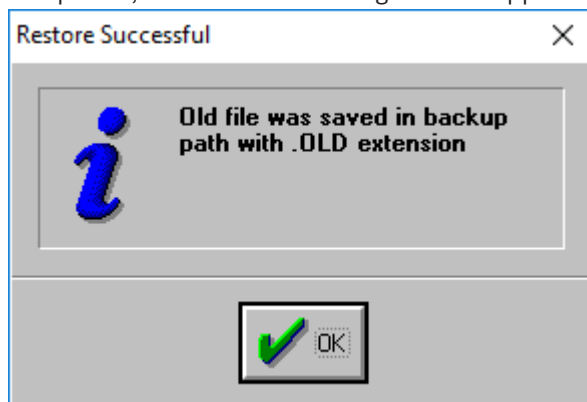 Restore Successful
Old file was saved in backup
path with .OLD extension
OK